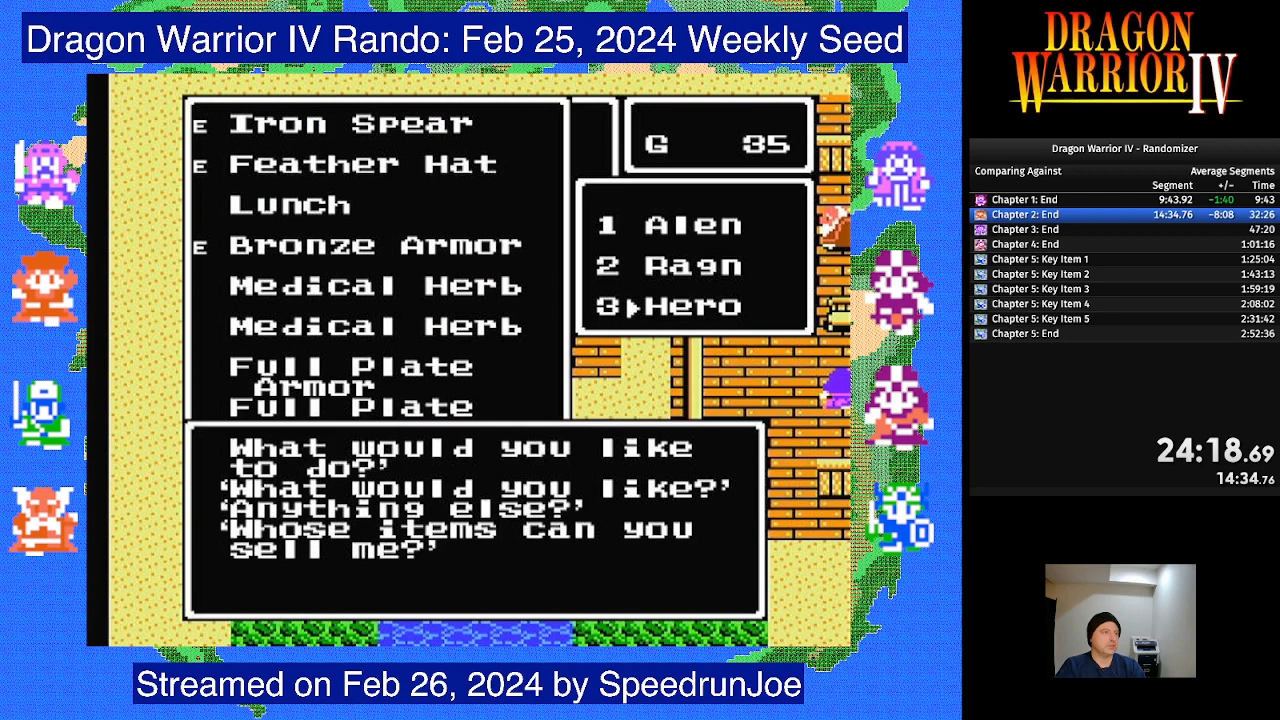 Dragon Warrior IV Rando: Feb 25, 2024 Weekly Seed
E Iron Spear
E Feather Hat
Lunch
E Bronze Armor
Medical Herb
Medical Herb
Full Plate
Armor
Full Plate
G 35
1 Alen
2 Ragn
3 Hero
What would you like
to do?’
‘What would you like?’
‘Anything else?’
‘Whose items can you
sell me?’
Streamed on Feb 26, 2024 by SpeedrunJoe
DRAGON
WARRIOR IV
Dragon Warrior IV - Randomizer
Comparing Against Average Segments
Segment +/- Time
Chapter 1: End 9:43.92 −1:40 9:43
Chapter 2: End 14:34.76 -8:08 32:26
Chapter 3: End 47:20
Chapter 4: End 1:01:16
Chapter 5: Key Item 1 1:25:04
Chapter 5: Key Item 2 1:43:13
Chapter 5: Key Item 3 1:59:19
Chapter 5: Key Item 4 2:08:02
Chapter 5: Key Item 5 2:31:42
Chapter 5: End 2:52:36
24:18.69
14:34.76